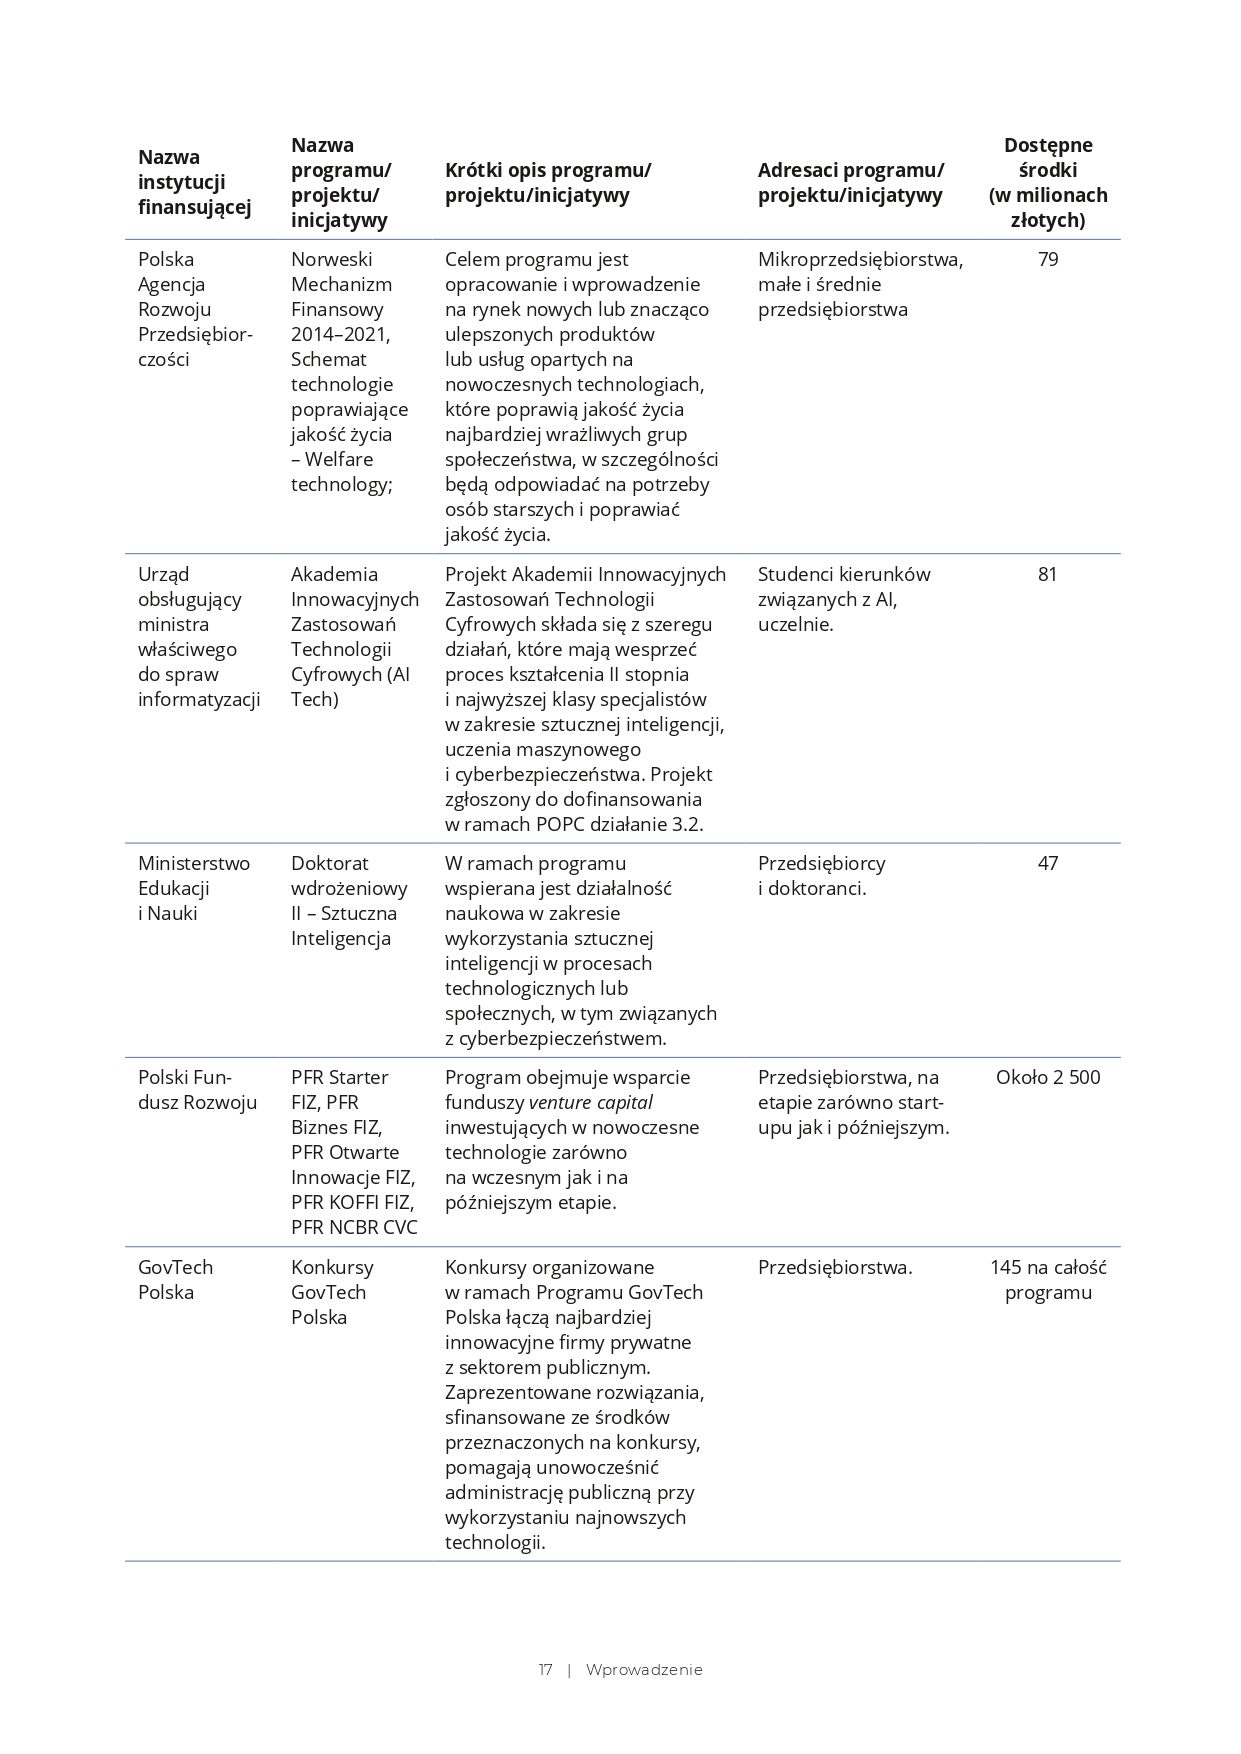 Nazwa
instytucji
finansującej
Nazwa
programu/
projektu/
inicjatywy
Krótki opis programu/
projektu/inicjatywy
Adresaci programu/
projektu/inicjatywy
Dostępne
środki
(w milionach
złotych)
Polska
Agencja
Rozwoju
Przedsiębior-
czości
Norweski
Mechanizm
Finansowy
2014–2021,
Schemat
technologie
poprawiające
jakość życia
– Welfare
technology;
Celem programu jest
opracowanie i wprowadzenie
na rynek nowych lub znacząco
ulepszonych produktów
lub usług opartych na
nowoczesnych technologiach,
które poprawią jakość życia
najbardziej wrażliwych grup
społeczeństwa, w szczególności
będą odpowiadać na potrzeby
osób starszych i poprawiać
jakość życia.
Mikroprzedsiębiorstwa,
małe i średnie
przedsiębiorstwa
79
Urząd
obsługujący
ministra
właściwego
do spraw
informatyzacji
Akademia
Innowacyjnych
Zastosowań
Technologii
Cyfrowych (AI
Tech)
Projekt Akademii Innowacyjnych
Zastosowań Technologii
Cyfrowych składa się z szeregu
działań, które mają wesprzeć
proces kształcenia II stopnia
i najwyższej klasy specjalistów
w zakresie sztucznej inteligencji,
uczenia maszynowego
i cyberbezpieczeństwa. Projekt
zgłoszony do dofinansowania
w ramach POPC działanie 3.2.
Studenci kierunków
związanych z AI,
uczelnie.
81
Ministerstwo
Edukacji
i Nauki
Doktorat
wdrożeniowy
II – Sztuczna
Inteligencja
W ramach programu
wspierana jest działalność
naukowa w zakresie
wykorzystania sztucznej
inteligencji w procesach
technologicznych lub
społecznych, w tym związanych
z cyberbezpieczeństwem.
Przedsiębiorcy
i doktoranci.
47
Polski Fun-
dusz Rozwoju
PFR Starter
FIZ, PFR
Biznes FIZ,
PFR Otwarte
Innowacje FIZ,
PFR KOFFI FIZ,
PFR NCBR CVC
Program obejmuje wsparcie
funduszy venture capital
inwestujących w nowoczesne
technologie zarówno
na wczesnym jak i na
późniejszym etapie.
Przedsiębiorstwa, na
etapie zarówno start-
upu jak i późniejszym.
Około 2 500
GovTech
Polska
Konkursy
GovTech
Polska
Konkursy organizowane
w ramach Programu GovTech
Polska łączą najbardziej
innowacyjne firmy prywatne
z sektorem publicznym.
Zaprezentowane rozwiązania,
sfinansowane ze środków
przeznaczonych na konkursy,
pomagają unowocześnić
administrację publiczną przy
wykorzystaniu najnowszych
technologii.
Przedsiębiorstwa.
145 na całość
programu
17 | Wprowadzenie